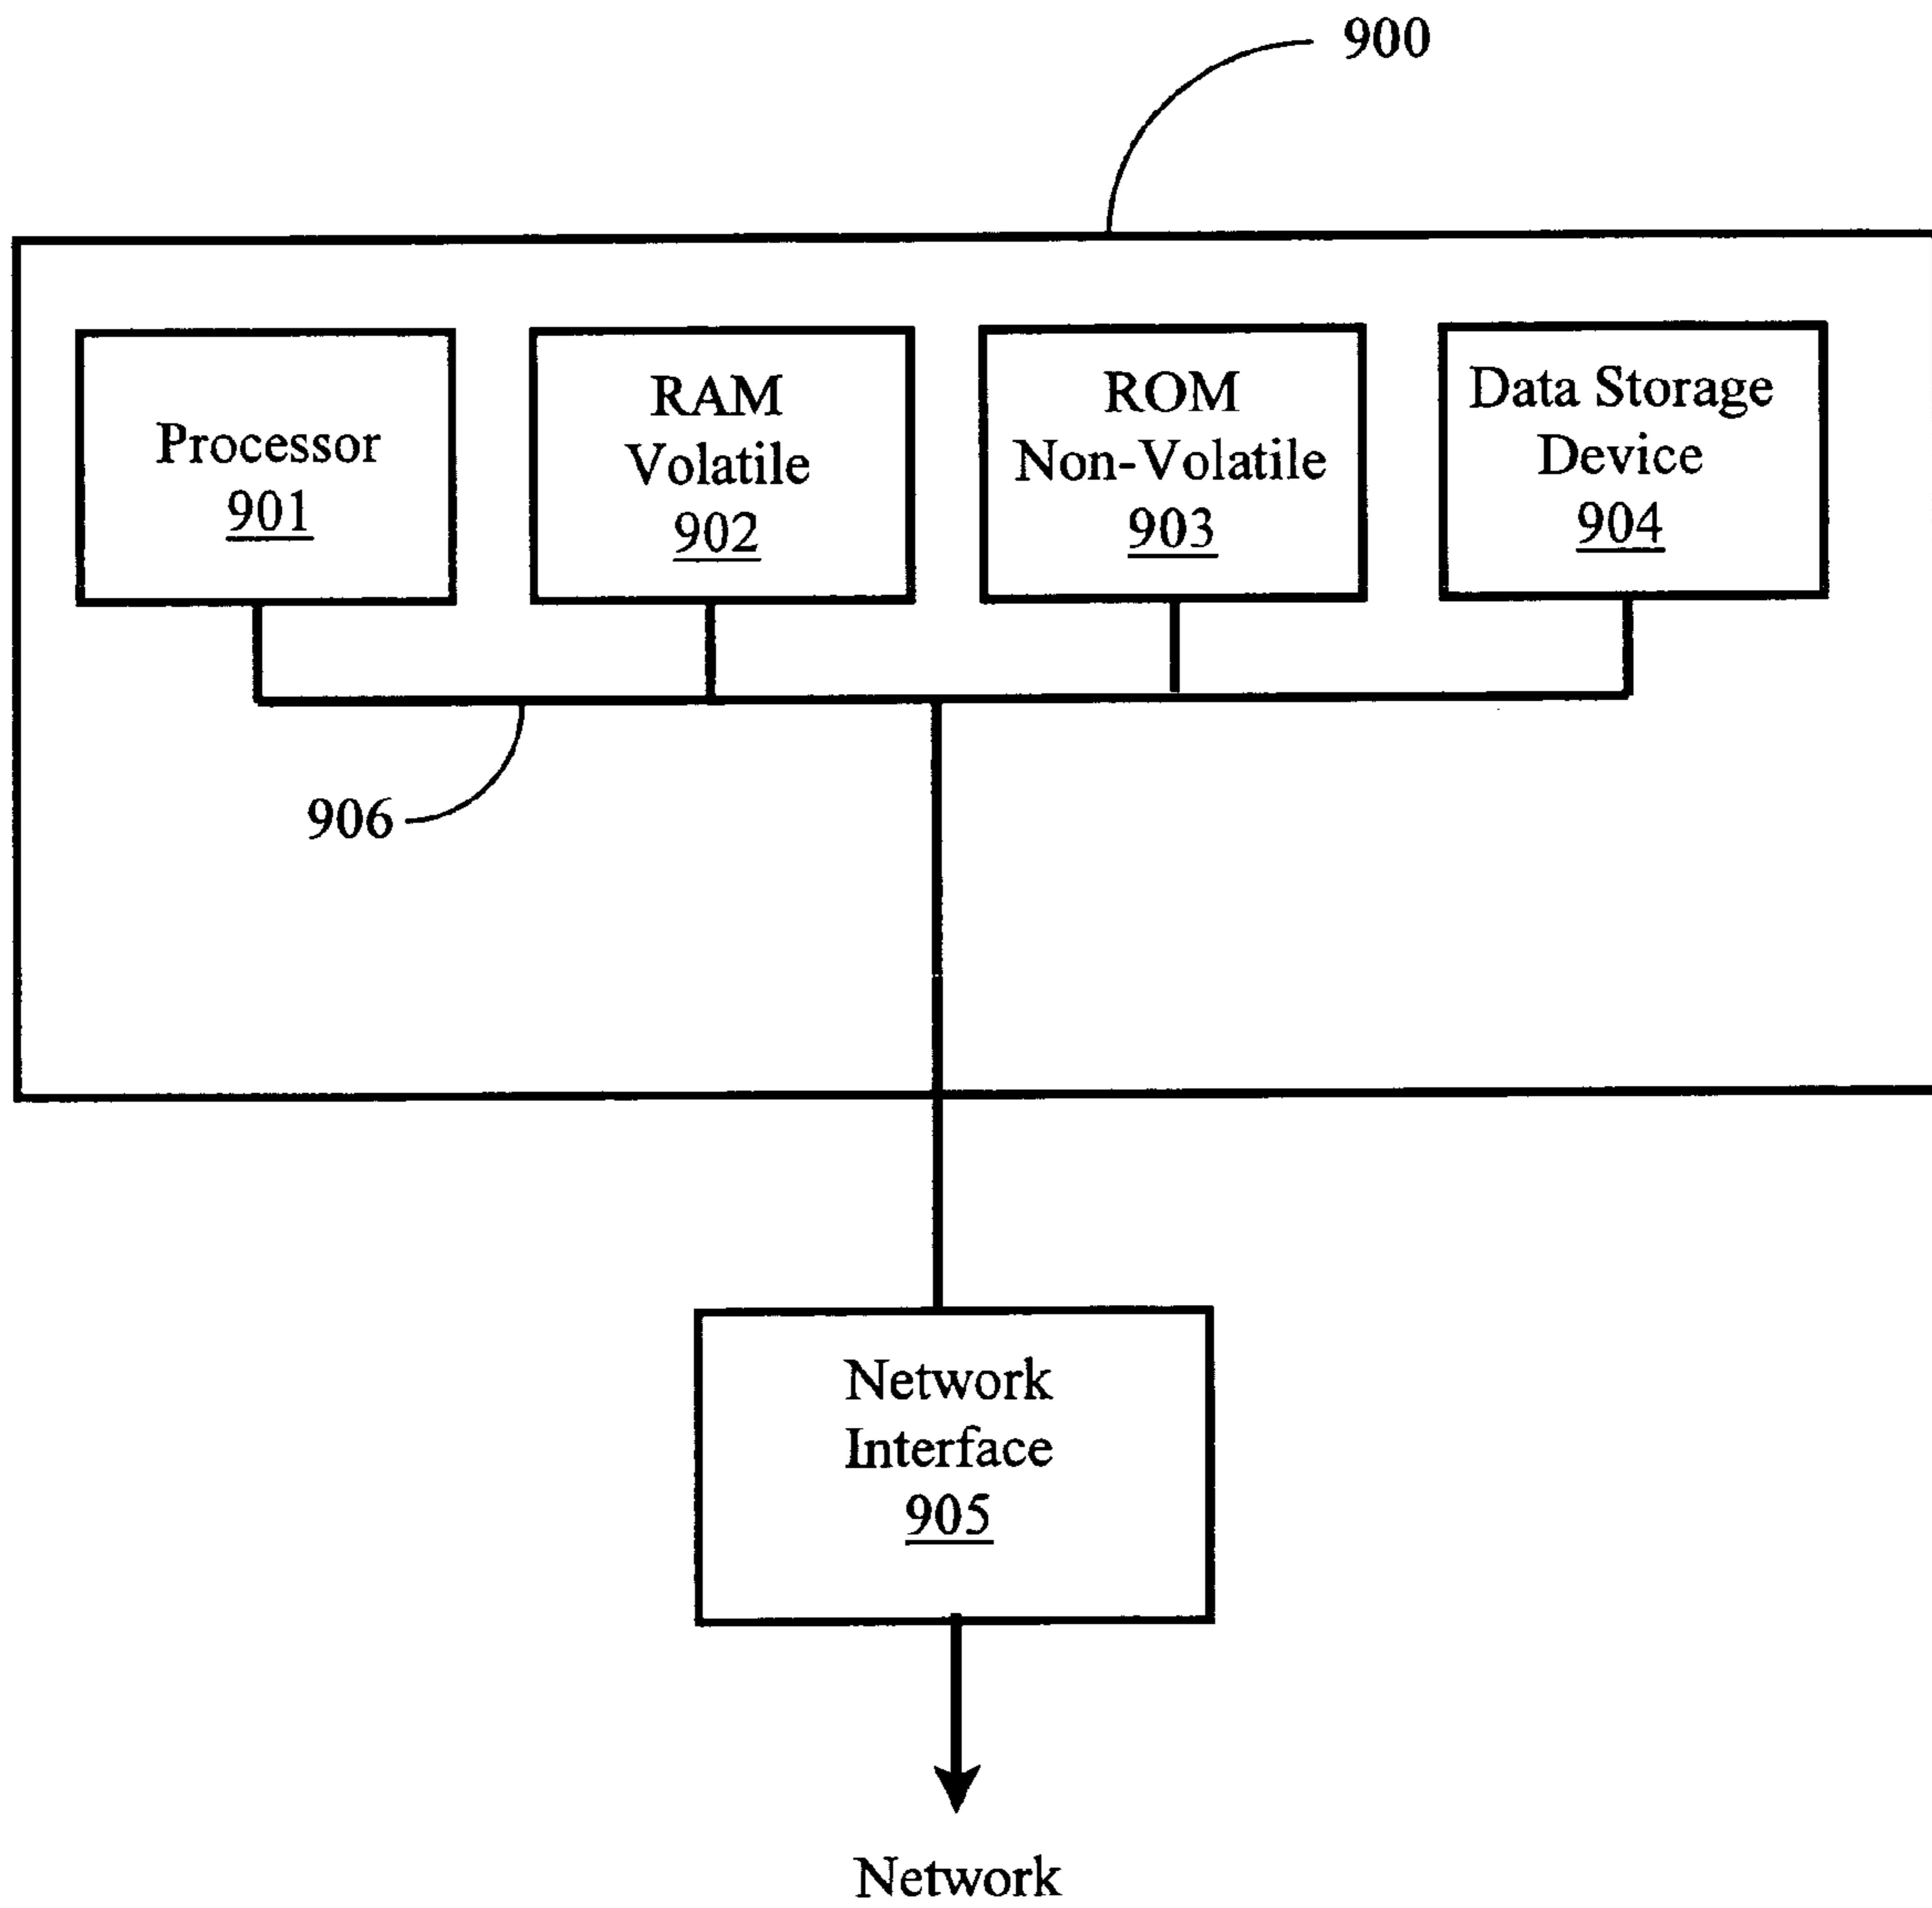 900
Processor
901
RAM
Volatile
902
ROM
Non-Volatile
903
Data Storage
Device
904
906
Network
Interface
905
Network